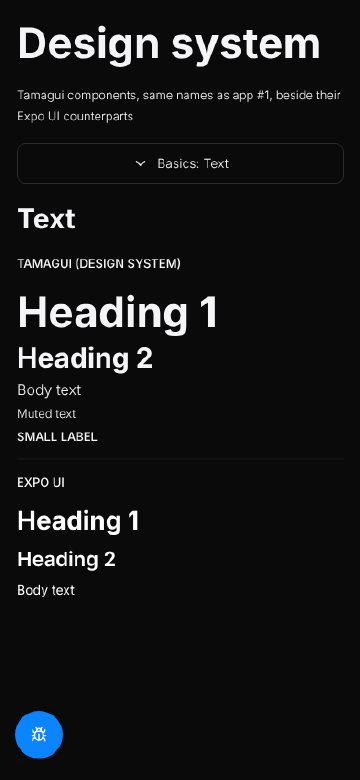 Design system
Tamagui components, same names as app #1, beside their
Expo UI counterparts
Basics: Text
Text
TAMAGUI (DESIGN SYSTEM)
Heading 1
Heading 2
Body text
Muted text
SMALL LABEL
EXPO UI
Heading 1
Heading 2
Body text